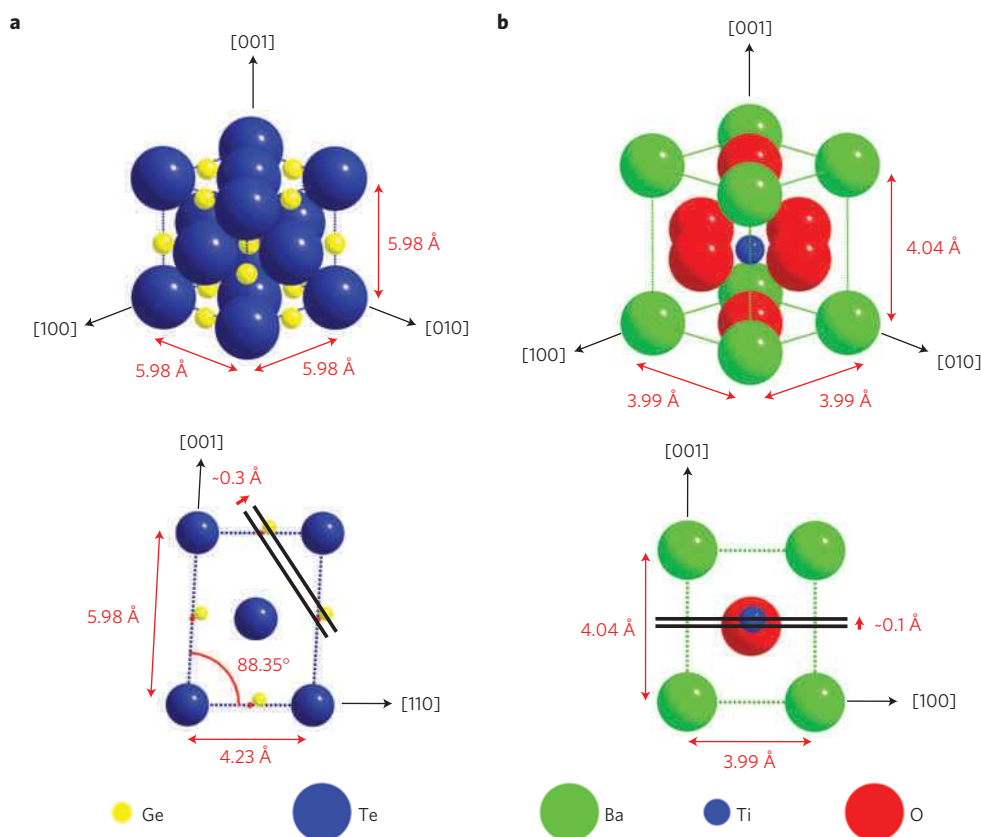 a
b
[001]
[001]
5.98 Å
4.04 Å
[100]
[010]
[100]
[010]
5.98 Å
5.98 Å
3.99 Å
3.99 Å
[001]
[001]
~0.3 Å
5.98 Å
4.04 Å
~0.1 Å
88.35°
[110]
[100]
4.23 Å
3.99 Å
Ge
Te
Ba
Ti
O